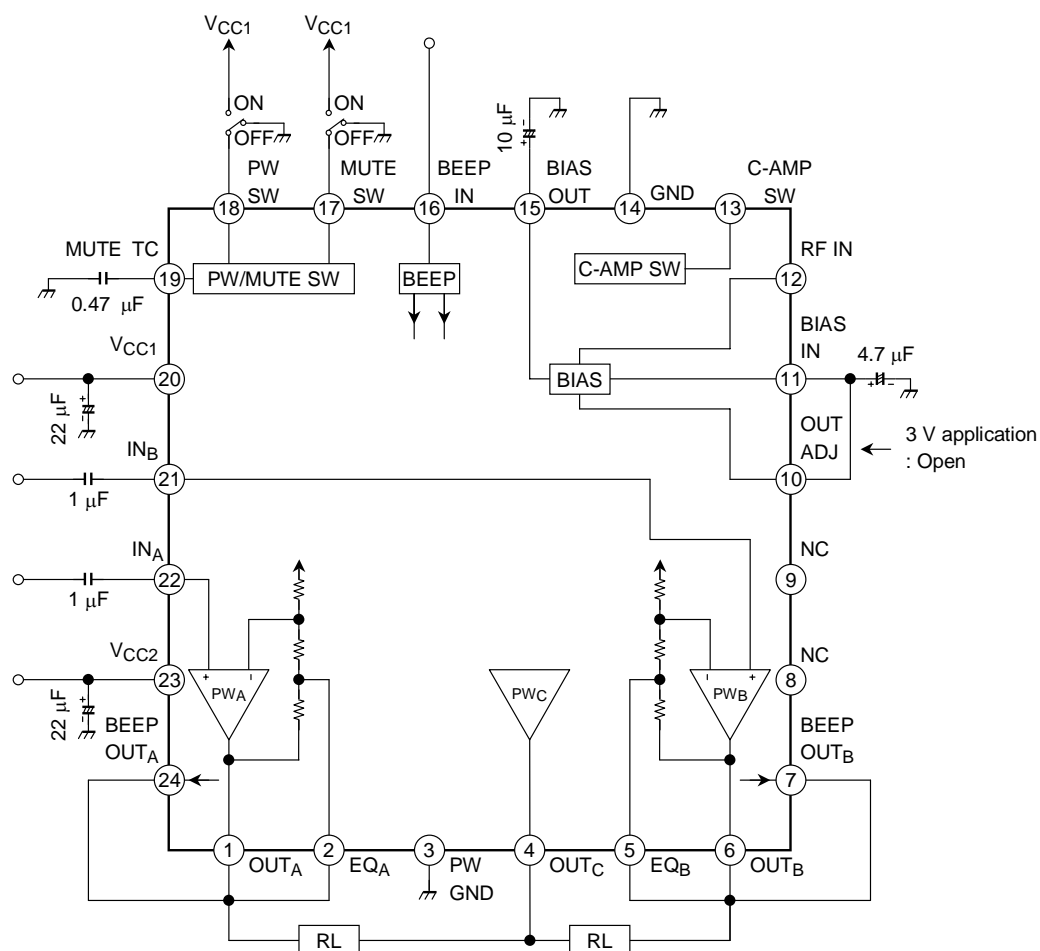 VCC1
VCC1
ON
OFF
ON
OFF
10 μF
PW
SW
MUTE
SW
BEEP
IN
BIAS
OUT
GND
C-AMP
SW
18
17
16
15
14
13
MUTE TC
19
0.47 μF
PW/MUTE SW
BEEP
C-AMP SW
RF IN
12
VCC1
20
22 μF
+
-
BIAS
BIAS
IN
11
4.7 μF
+
-
OUT
ADJ
10
3 V application
: Open
INB
21
1 μF
INA
22
1 μF
NC
9
VCC2
23
22 μF
+
-
+
-
PWA
PWC
-
+
PWB
NC
8
BEEP
OUTA
24
BEEP
OUTB
7
1
OUTA
2
EQA
3
PW
GND
4
OUTC
5
EQB
6
OUTB
RL
RL